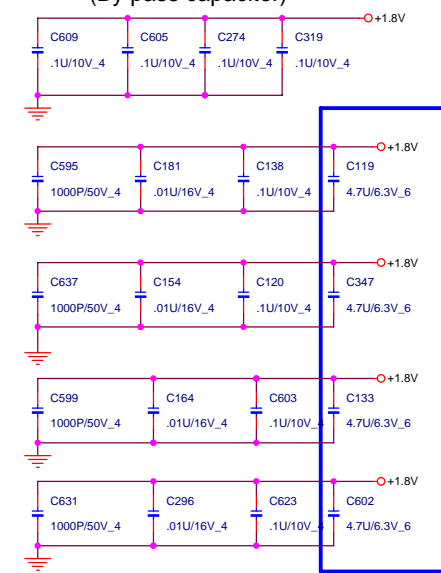 (By pass capacitor)
+1.8V
C609 C605 C274 C319
.1U/10V_4 .1U/10V_4 .1U/10V_4 .1U/10V_4
+1.8V
C595 C181 C138 C119
1000P/50V_4 .01U/16V_4 .1U/10V_4 4.7U/6.3V_6
+1.8V
C637 C154 C120 C347
1000P/50V_4 .01U/16V_4 .1U/10V_4 4.7U/6.3V_6
+1.8V
C599 C164 C603 C133
1000P/50V_4 .01U/16V_4 .1U/10V_4 4.7U/6.3V_6
+1.8V
C631 C296 C623 C602
1000P/50V_4 .01U/16V_4 .1U/10V_4 4.7U/6.3V_6